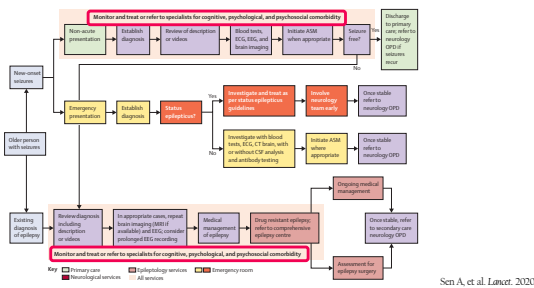 Monitor and treat or refer to specialists for cognitive, psychological, and psychosocial comorbidity
Non-acute
presentation
Establish
diagnosis
Review of description
or videos
Blood tests,
ECG, EEG, and
brain imaging
Initiate ASM
when appropriate
Seizure
free?
Yes
No
Discharge
to primary
care; refer to
neurology
OPD if
seizures
recur
New-onset
seizures
Emergency
presentation
Establish
diagnosis
Status
epilepticus?
Yes
No
Investigate and treat as
per status epilepticus
guidelines
Involve
neurology
team early
Once stable
refer to
neurology OPD
Older person
with seizures
Investigate with blood
tests, ECG, CT brain, with
or without CSF analysis
and antibody testing
Initiate ASM
where
appropriate
Once stable
refer to
neurology OPD
Existing
diagnosis
of epilepsy
Review diagnosis
including
description
or videos
In appropriate cases, repeat
brain imaging (MRI if
available) and EEG; consider
prolonged EEG recording
Medical
management
of epilepsy
Drug resistant epilepsy;
refer to comprehensive
epilepsy centre
Ongoing medical
management
Assessment for
epilepsy surgery
Once stable, refer
to secondary care
neurology OPD
Monitor and treat or refer to specialists for cognitive, psychological, and psychosocial comorbidity
Key
Primary care
Epileptology services
Emergency room
Neurological services
All services
Sen A, et al. Lancet. 2020